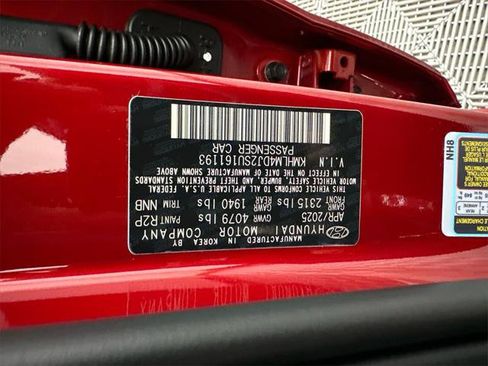 HYUNDAI MOTOR COMPANY
MANUFACTURED IN KOREA
APR/2025 GVWR 4079 lbs PAINT R2P
GAWR FRONT 2315 lbs GAWR REAR 1940 lbs TRIM NNB
THIS VEHICLE CONFORMS TO ALL APPLICABLE U.S.A. FEDERAL
MOTOR VEHICLE SAFETY, BUMPER, AND THEFT PREVENTION
STANDARDS IN EFFECT ON THE DATE OF MANUFACTURE SHOWN ABOVE
V.I.N KMHLM4DJ2SU161193
PASSENGER CAR
NH8